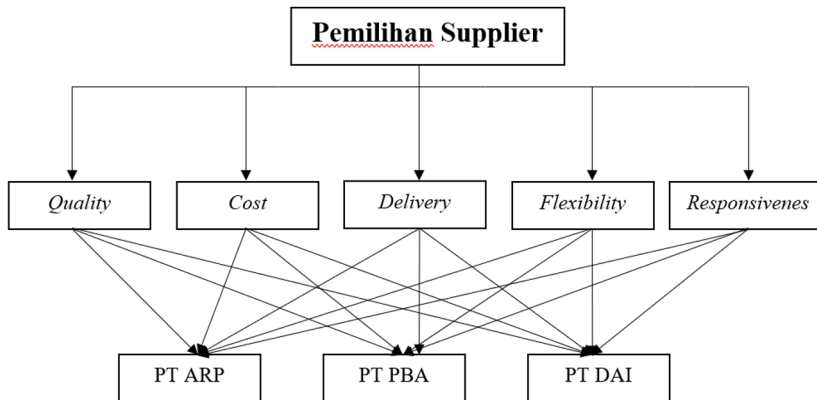 Pemilihan Supplier
Quality
Cost
Delivery
Flexibility
Responsivenes
PT ARP
PT PBA
PT DAI